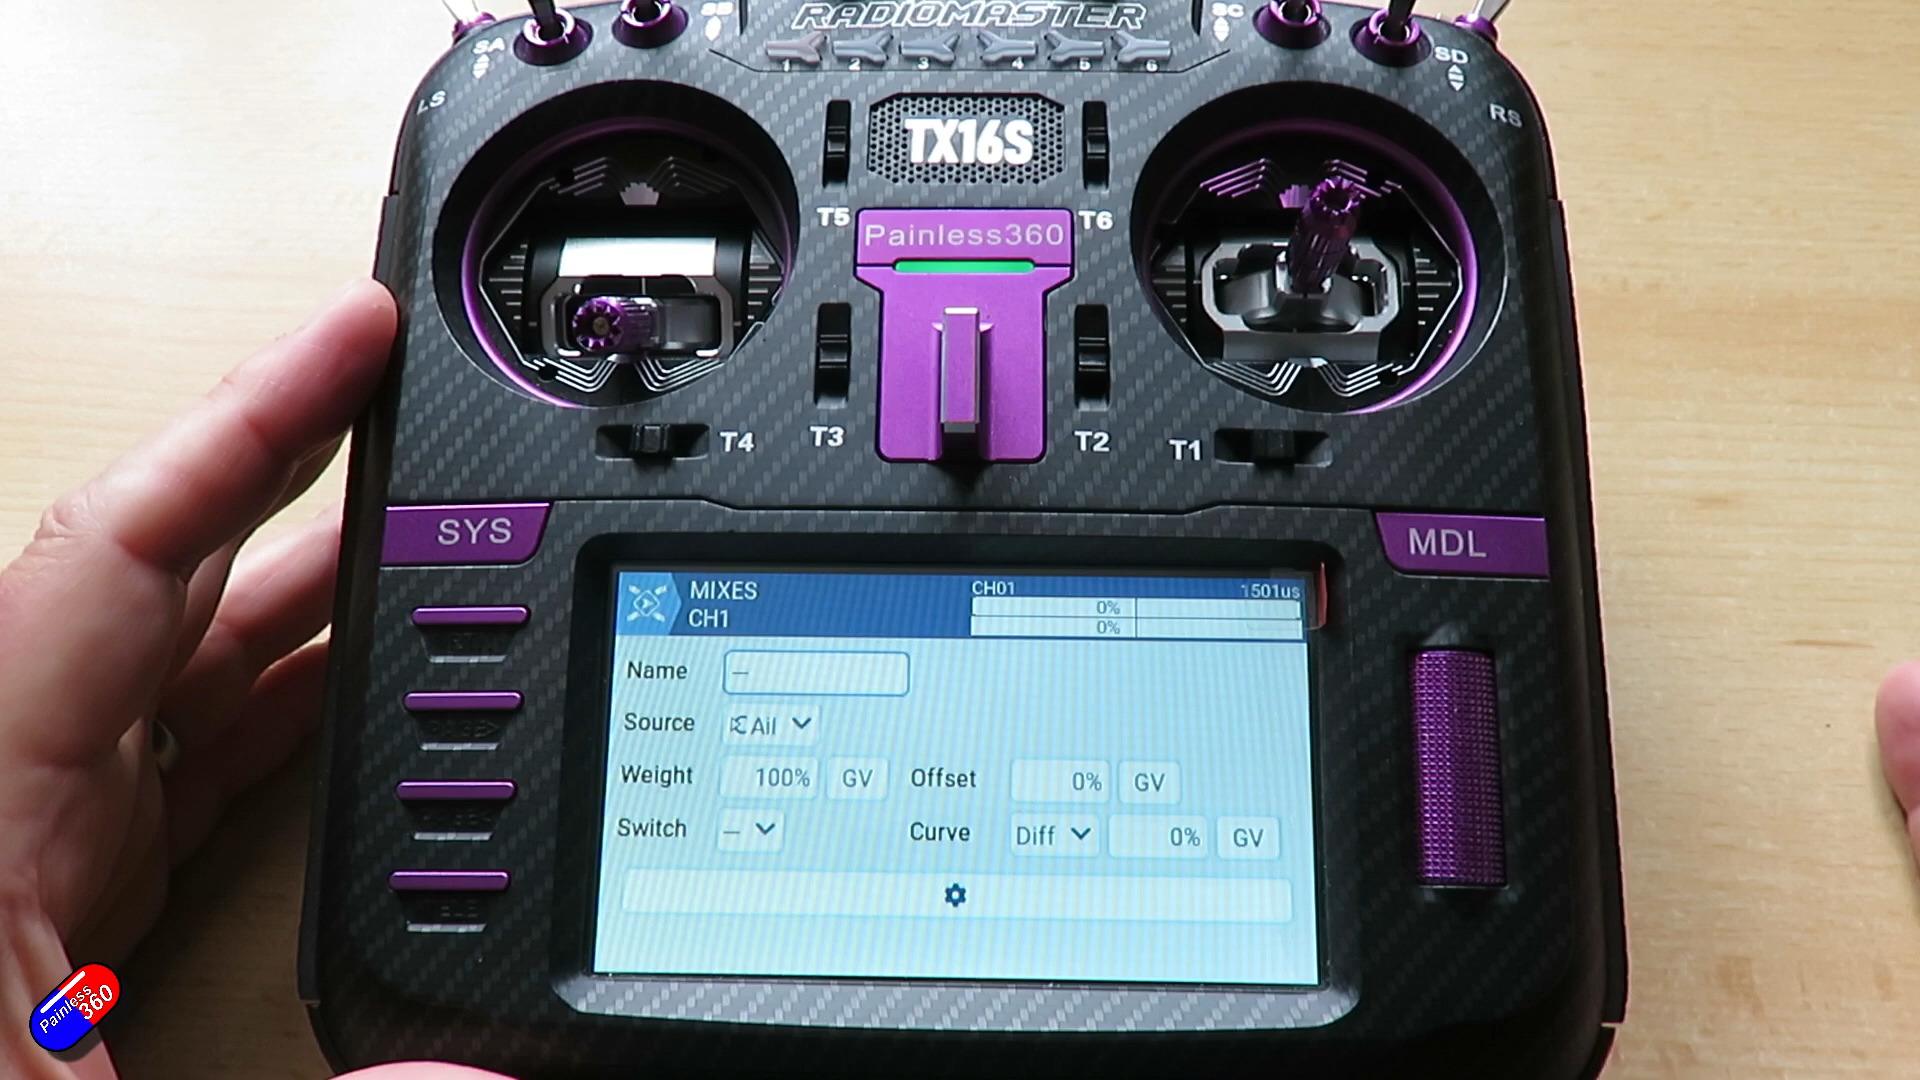 RADIOMASTER
SA
SB
SC
SD
1 2 3 4 5 6
LS
RS
TX16S
T5
T6
Painless360
T4
T3
T2
T1
SYS
MDL
MIXES
CH1
CH01
1501us
0%
0%
Name
Source Ail
Weight 100% GV Offset 0% GV
Switch Curve Diff 0% GV
Painless
360